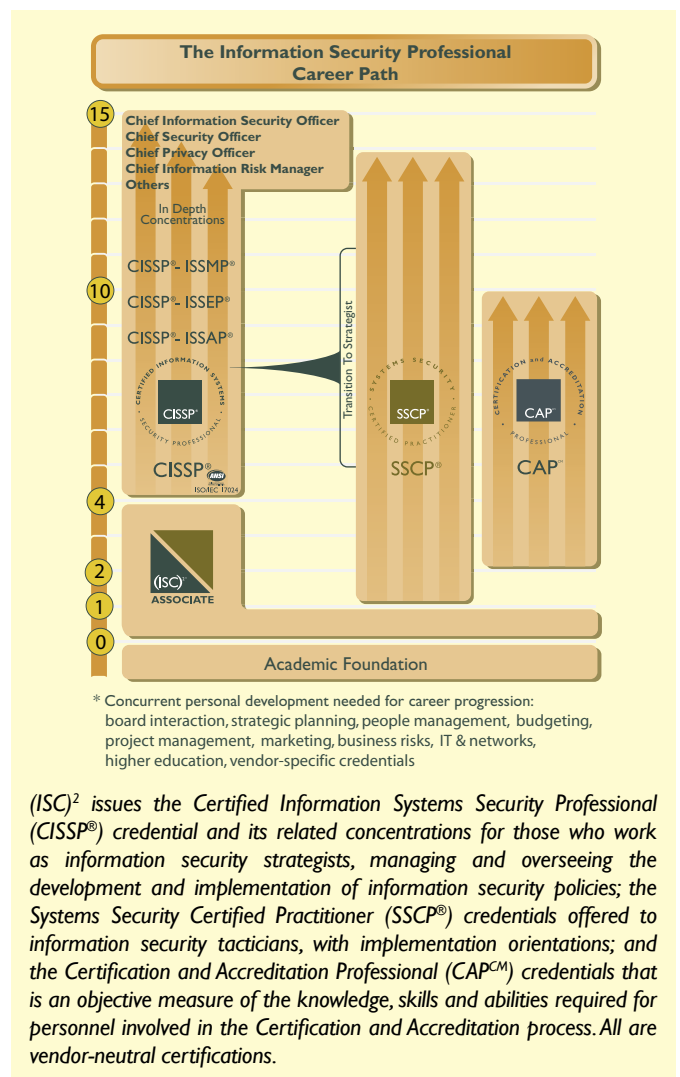 The Information Security Professional
Career Path
15
Chief Information Security Officer
Chief Security Officer
Chief Privacy Officer
Chief Information Risk Manager
Others
In Depth
Concentrations
CISSP®- ISSMP®
10
CISSP®- ISSEP®
CISSP®- ISSAP®
Transition To Strategist
CERTIFIED INFORMATION SYSTEMS
CISSP®
• SECURITY PROFESSIONAL •
CISSP®
ANSI
ISO/IEC 17024
SYSTEMS SECURITY
SSCP®
• CERTIFIED PRACTITIONER •
SSCP®
CERTIFICATION and ACCREDITATION
CAP℠
• PROFESSIONAL •
CAP℠
4
2
1
0
(ISC)²®
ASSOCIATE
Academic Foundation
* Concurrent personal development needed for career progression:
board interaction, strategic planning, people management, budgeting,
project management, marketing, business risks, IT & networks,
higher education, vendor-specific credentials
(ISC)² issues the Certified Information Systems Security Professional
(CISSP®) credential and its related concentrations for those who work
as information security strategists, managing and overseeing the
development and implementation of information security policies; the
Systems Security Certified Practitioner (SSCP®) credentials offered to
information security tacticians, with implementation orientations; and
the Certification and Accreditation Professional (CAPᶜᴹ) credentials that
is an objective measure of the knowledge, skills and abilities required for
personnel involved in the Certification and Accreditation process. All are
vendor-neutral certifications.